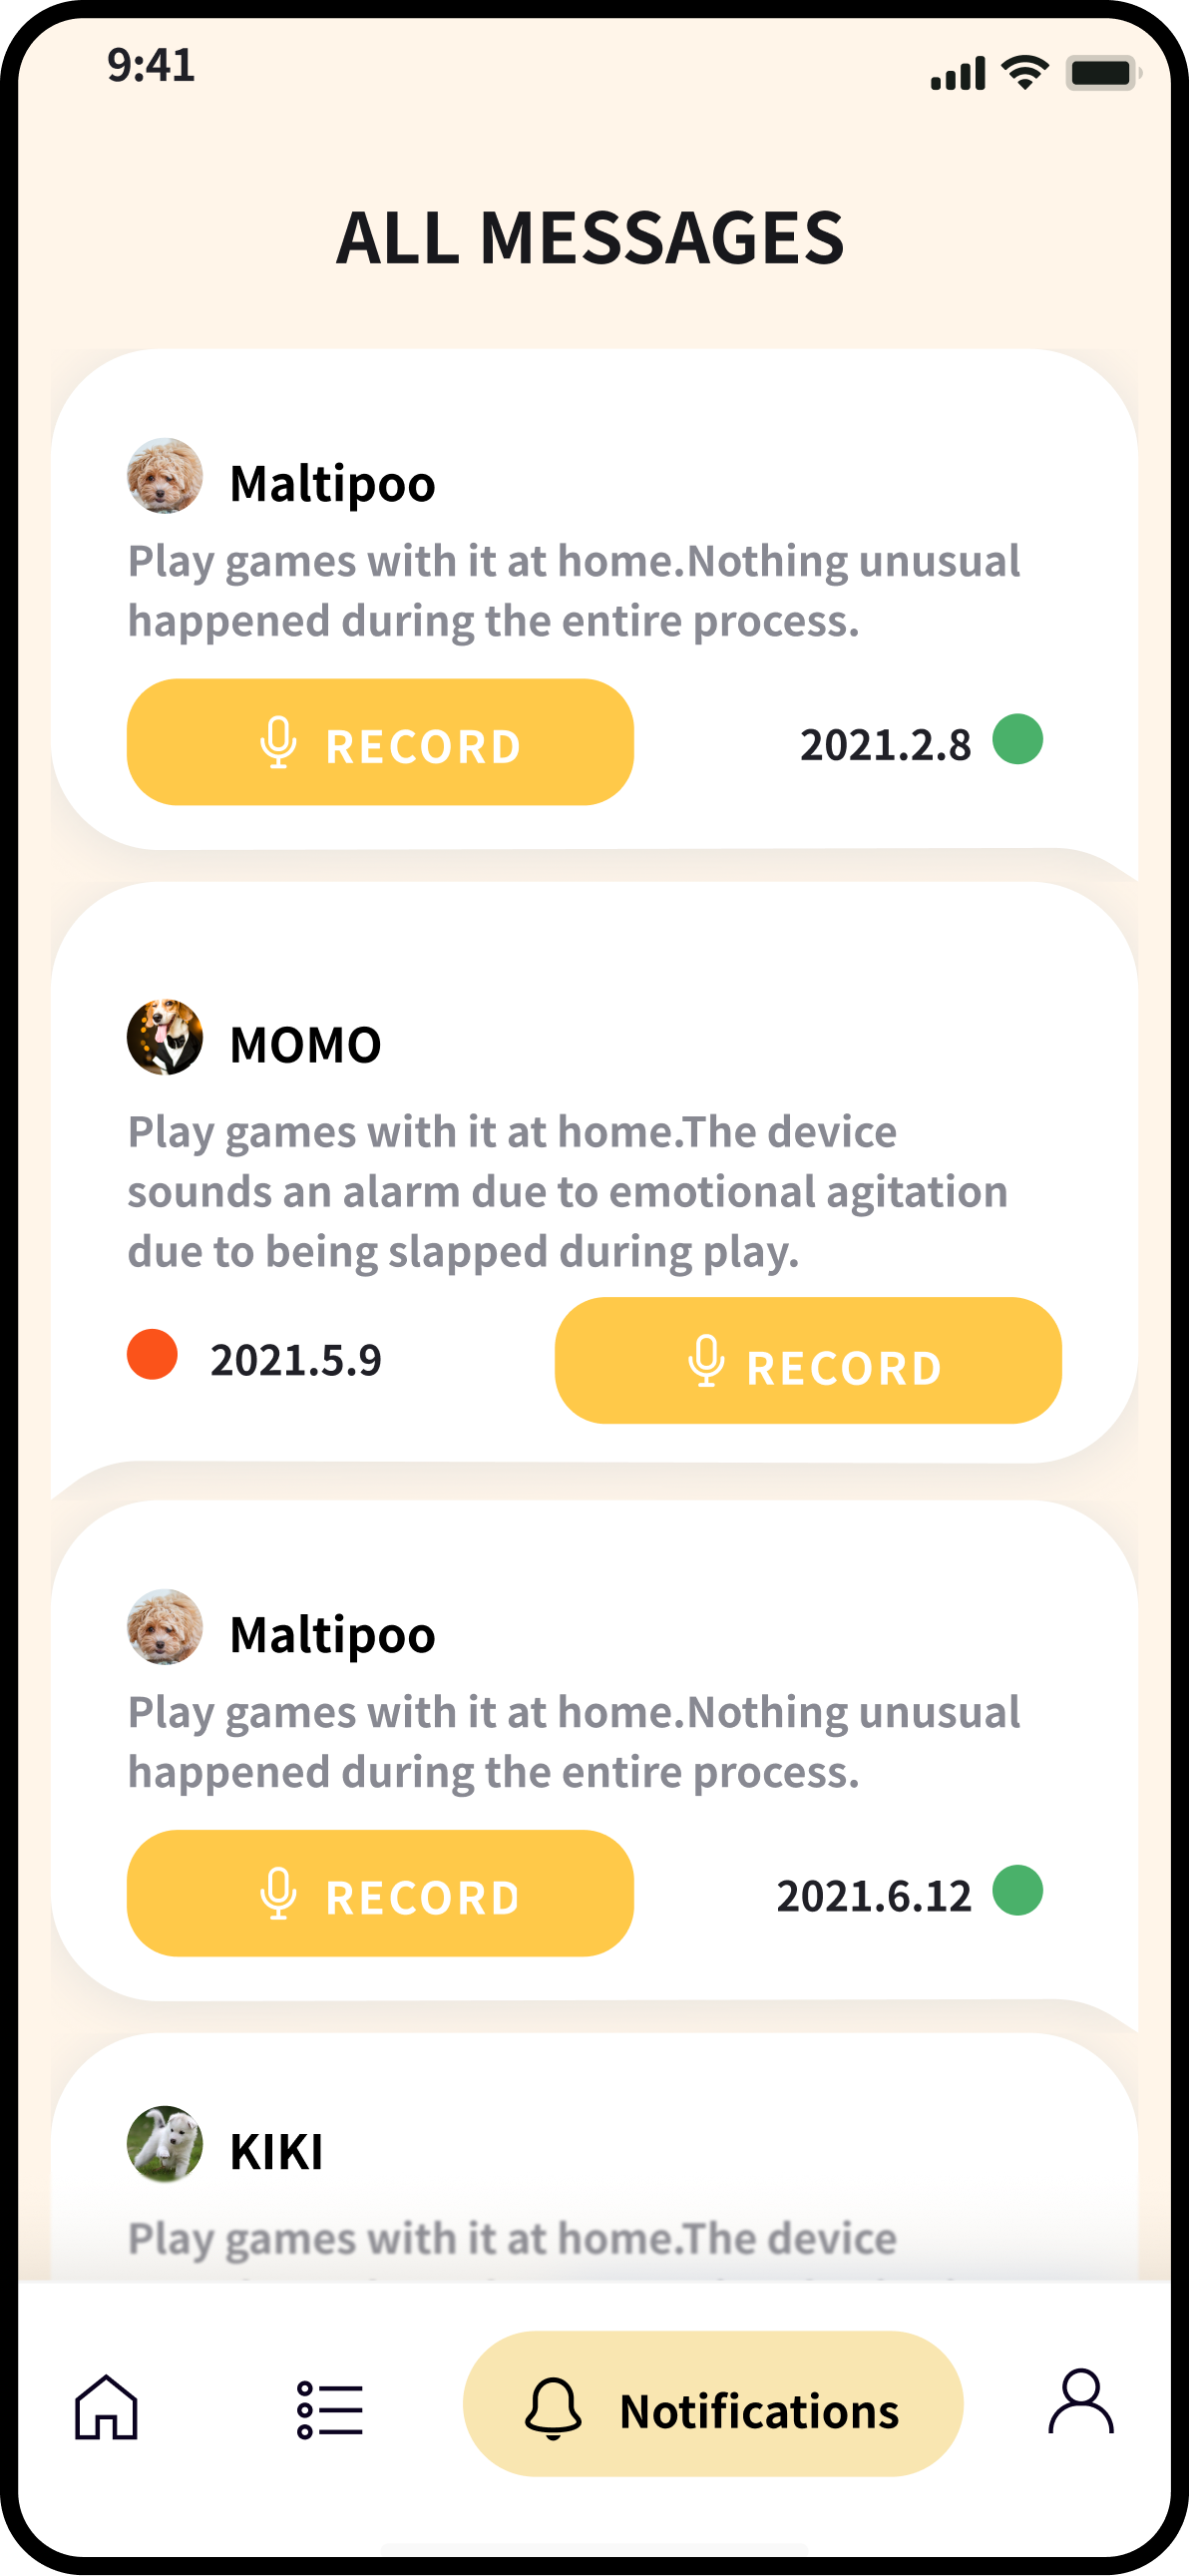 9:41
ALL MESSAGES
Maltipoo
Play games with it at home.Nothing unusual
happened during the entire process.
RECORD
2021.2.8
MOMO
Play games with it at home.The device
sounds an alarm due to emotional agitation
due to being slapped during play.
2021.5.9
RECORD
Maltipoo
Play games with it at home.Nothing unusual
happened during the entire process.
RECORD
2021.6.12
KIKI
Play games with it at home.The device
Notifications